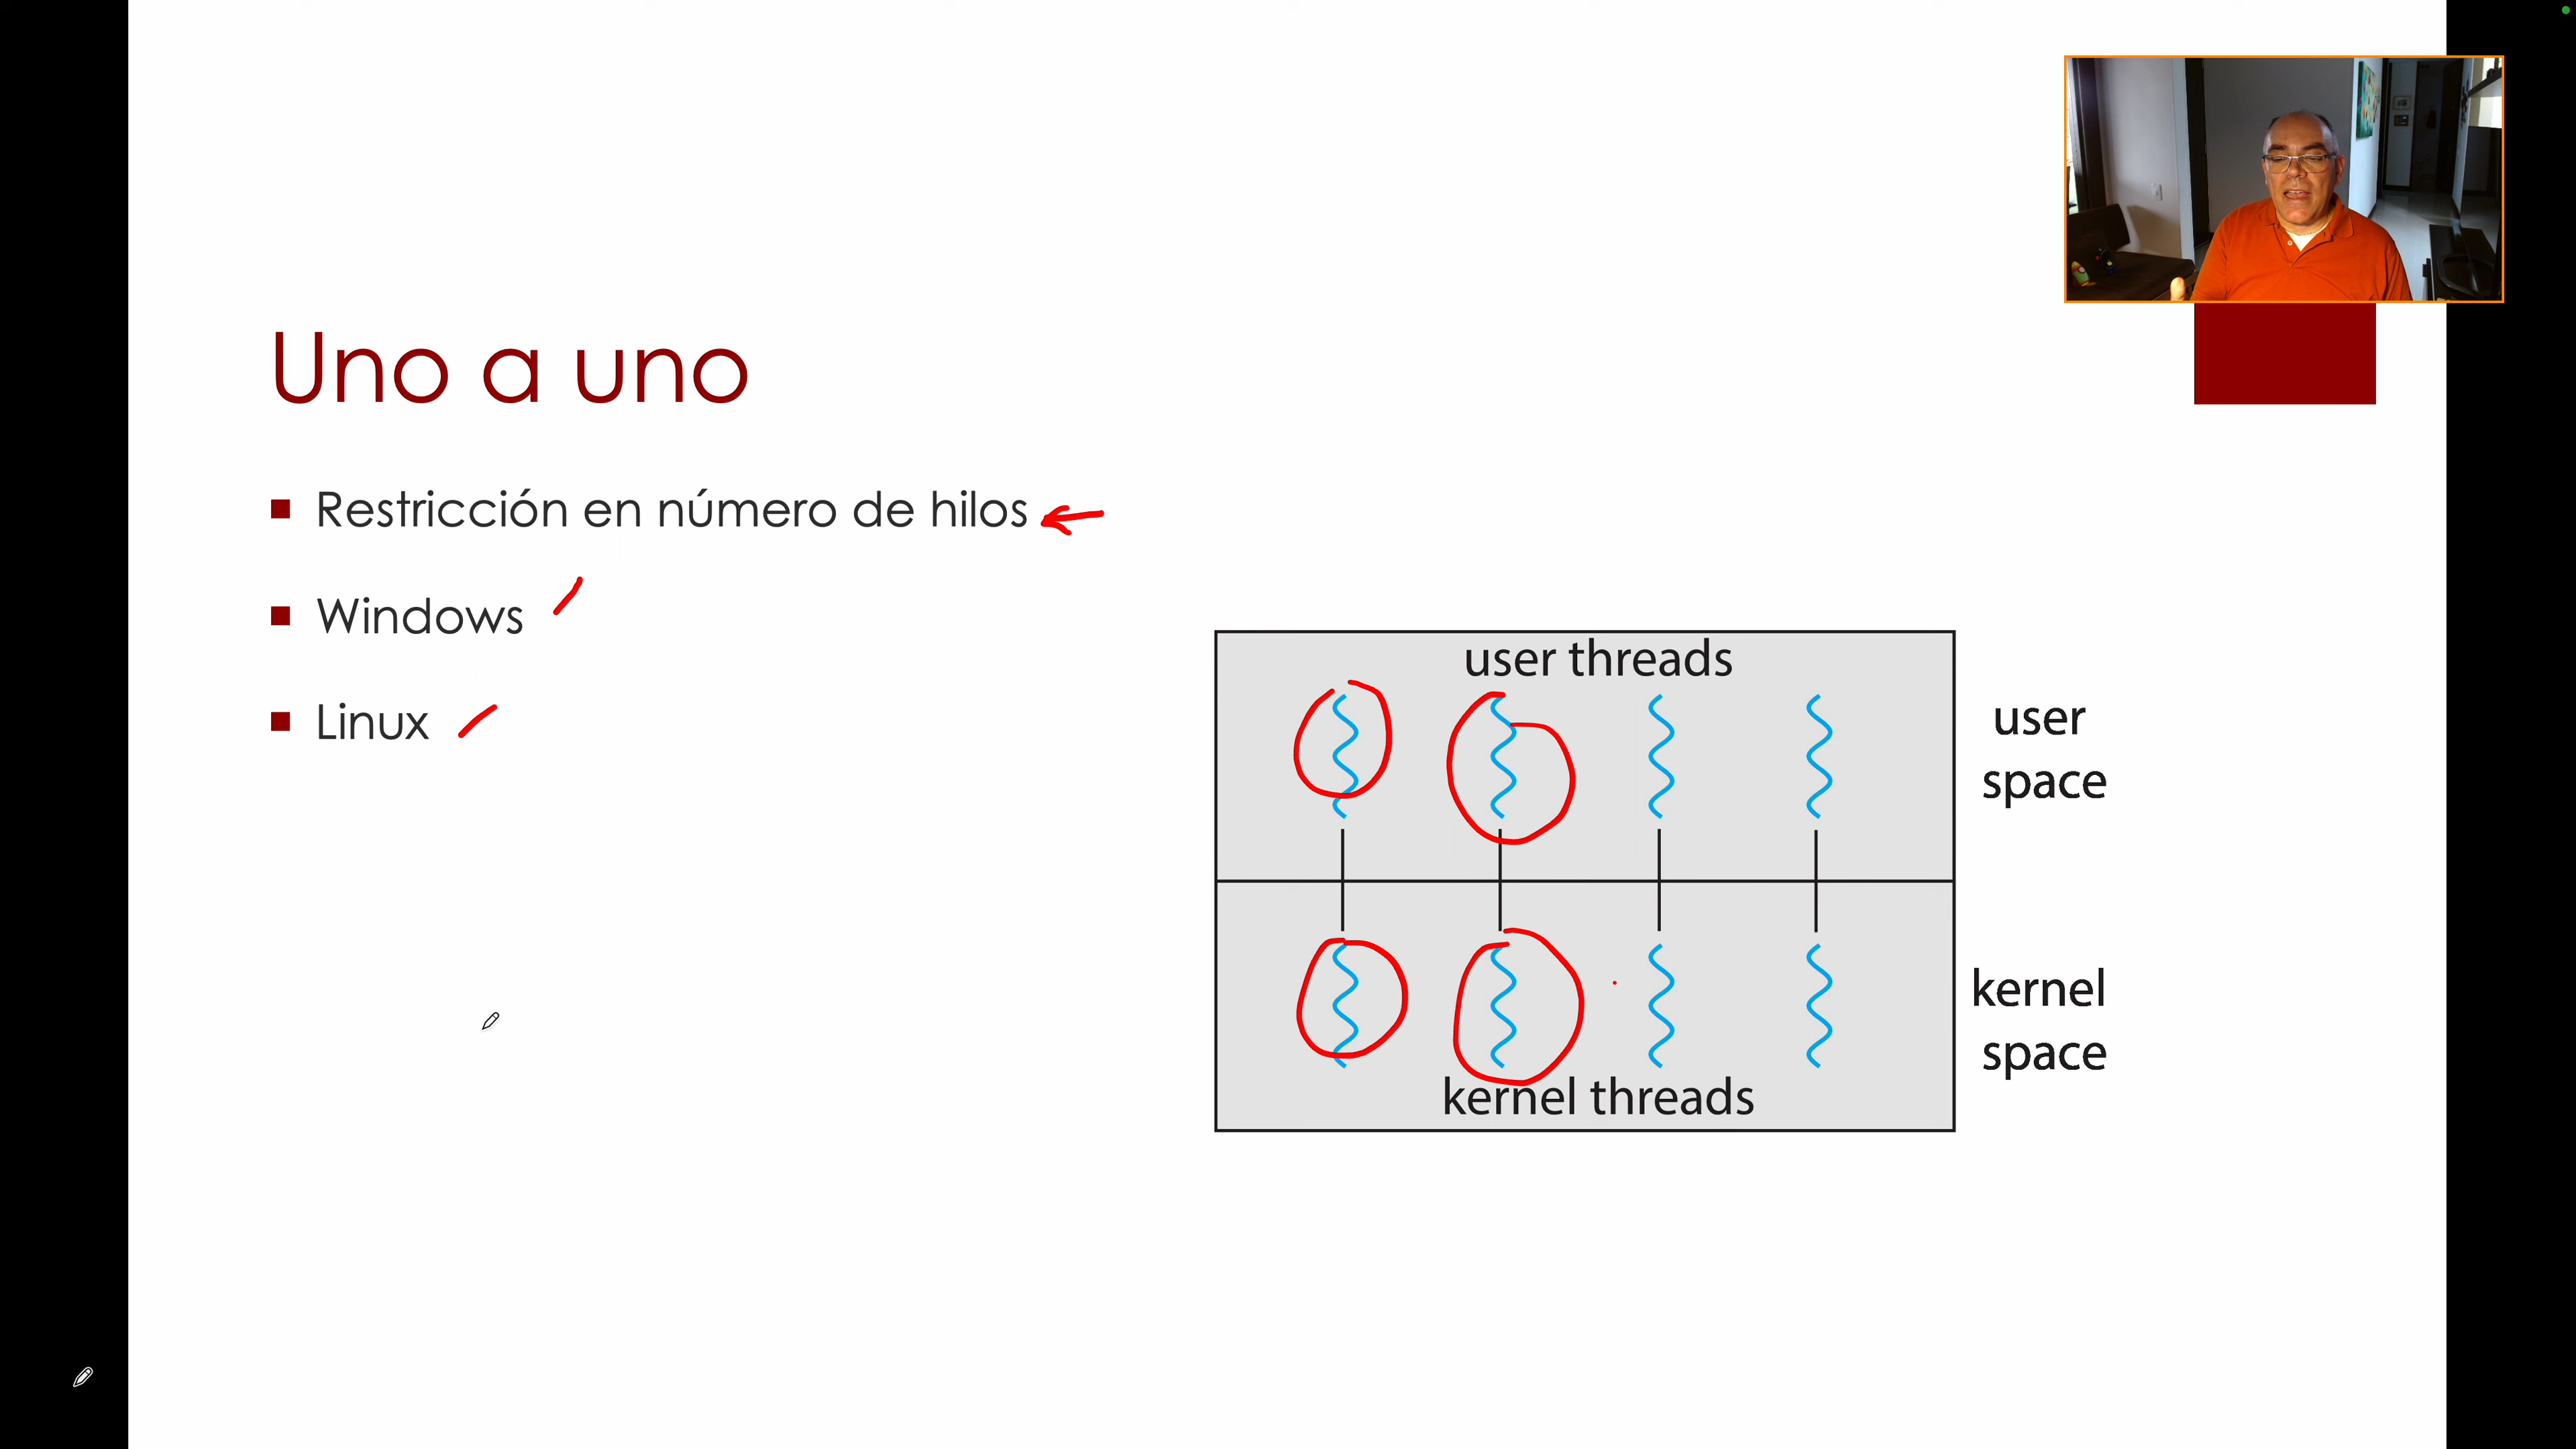 Uno a uno
Restricción en número de hilos
Windows
Linux
user threads
user
space
kernel
space
kernel threads